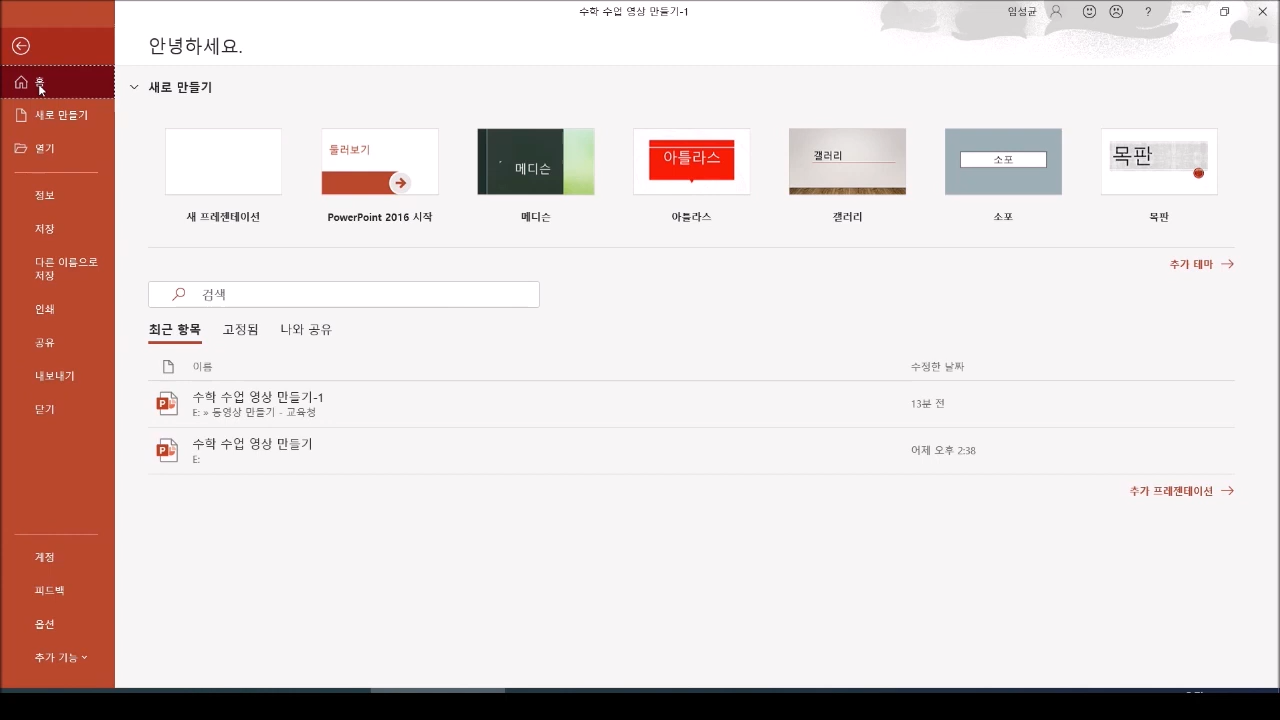 수학 수업 영상 만들기-1
임성균
?
안녕하세요.
홈
새로 만들기
열기
정보
저장
다른 이름으로
저장
인쇄
공유
내보내기
닫기
계정
피드백
옵션
추가 기능
새로 만들기
둘러보기
메디슨
아틀라스
갤러리
소포
목판
새 프레젠테이션
PowerPoint 2016 시작
메디슨
아틀라스
갤러리
소포
목판
추가 테마
검색
최근 항목 고정됨 나와 공유
이름 수정한 날짜
수학 수업 영상 만들기-1
E: » 동영상 만들기 - 교육청
13분 전
수학 수업 영상 만들기
E:
어제 오후 2:38
추가 프레젠테이션